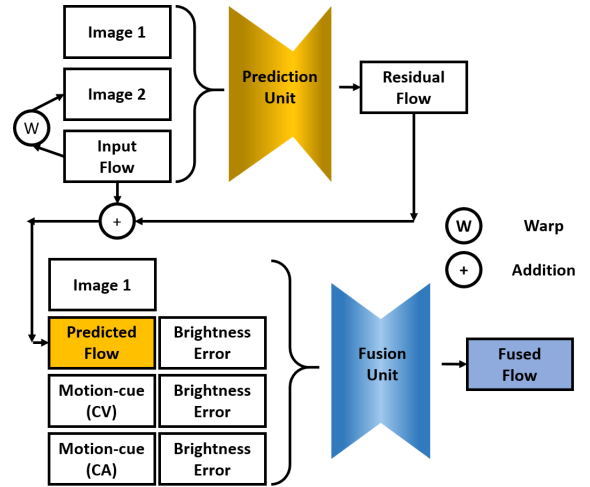 Image 1
Image 2
W
Input
Flow
Prediction
Unit
Residual
Flow
+
W Warp
+ Addition
Image 1
Predicted
Flow
Brightness
Error
Motion-cue
(CV)
Brightness
Error
Motion-cue
(CA)
Brightness
Error
Fusion
Unit
Fused
Flow